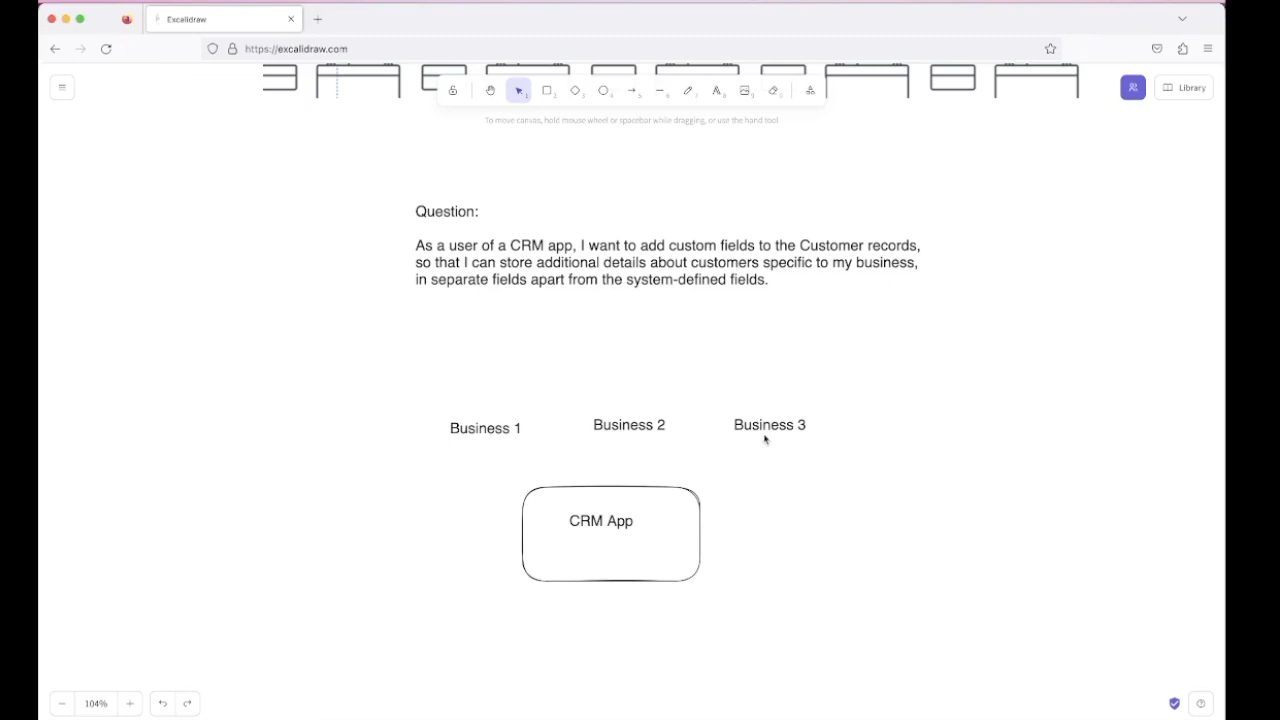 Excalidraw
https://excalidraw.com
Library
To move canvas, hold mouse wheel or spacebar while dragging, or use the hand tool
Question:
As a user of a CRM app, I want to add custom fields to the Customer records,
so that I can store additional details about customers specific to my business,
in separate fields apart from the system-defined fields.
Business 1
Business 2
Business 3
CRM App
104%